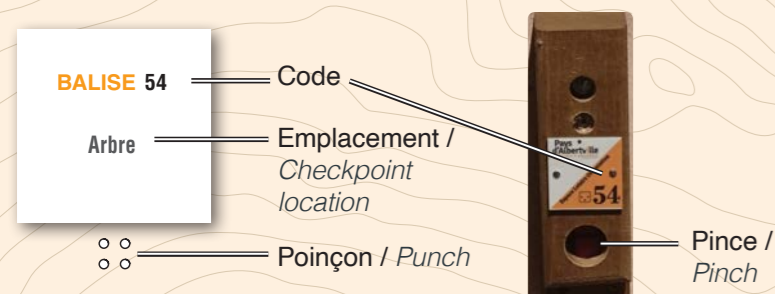 BALISE 54
Code
Arbre
Emplacement /
Checkpoint
location
Poinçon / Punch
Pays
d'Albertville
54
Pince /
Pinch